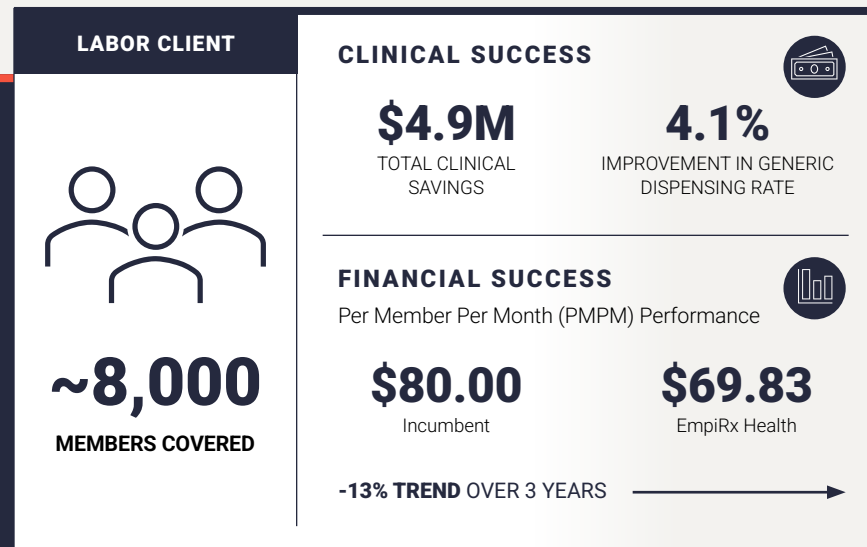 LABOR CLIENT
~8,000
MEMBERS COVERED
CLINICAL SUCCESS
$4.9M
TOTAL CLINICAL
SAVINGS
4.1%
IMPROVEMENT IN GENERIC
DISPENSING RATE
FINANCIAL SUCCESS
Per Member Per Month (PMPM) Performance
$80.00
Incumbent
$69.83
EmpiRx Health
-13% TREND OVER 3 YEARS